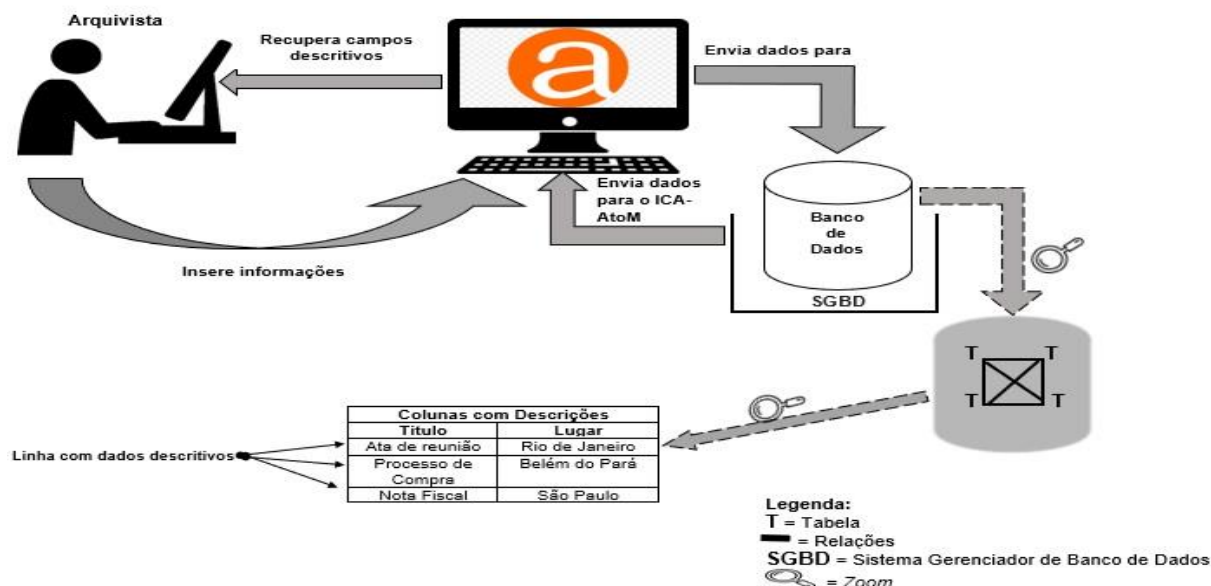 Arquivista
Recupera campos
descritivos
Envia dados para
a
Envia dados
para o ICA-
AtoM
Banco
de
Dados
SGBD
Insere informações
T T
T T
Colunas com Descrições
Titulo Lugar
Ata de reunião Rio de Janeiro
Processo de Belém do Pará
Compra
Nota Fiscal São Paulo
Linha com dados descritivos
Legenda:
T = Tabela
= Relações
SGBD = Sistema Gerenciador de Banco de Dados
= Zoom